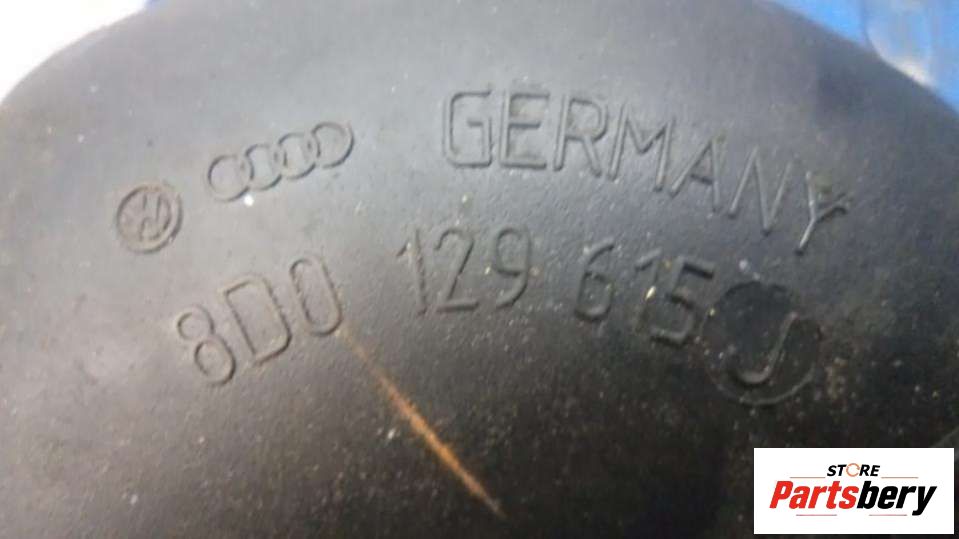 GERMANY
8D0 129 615 J
STORE
Partsbery